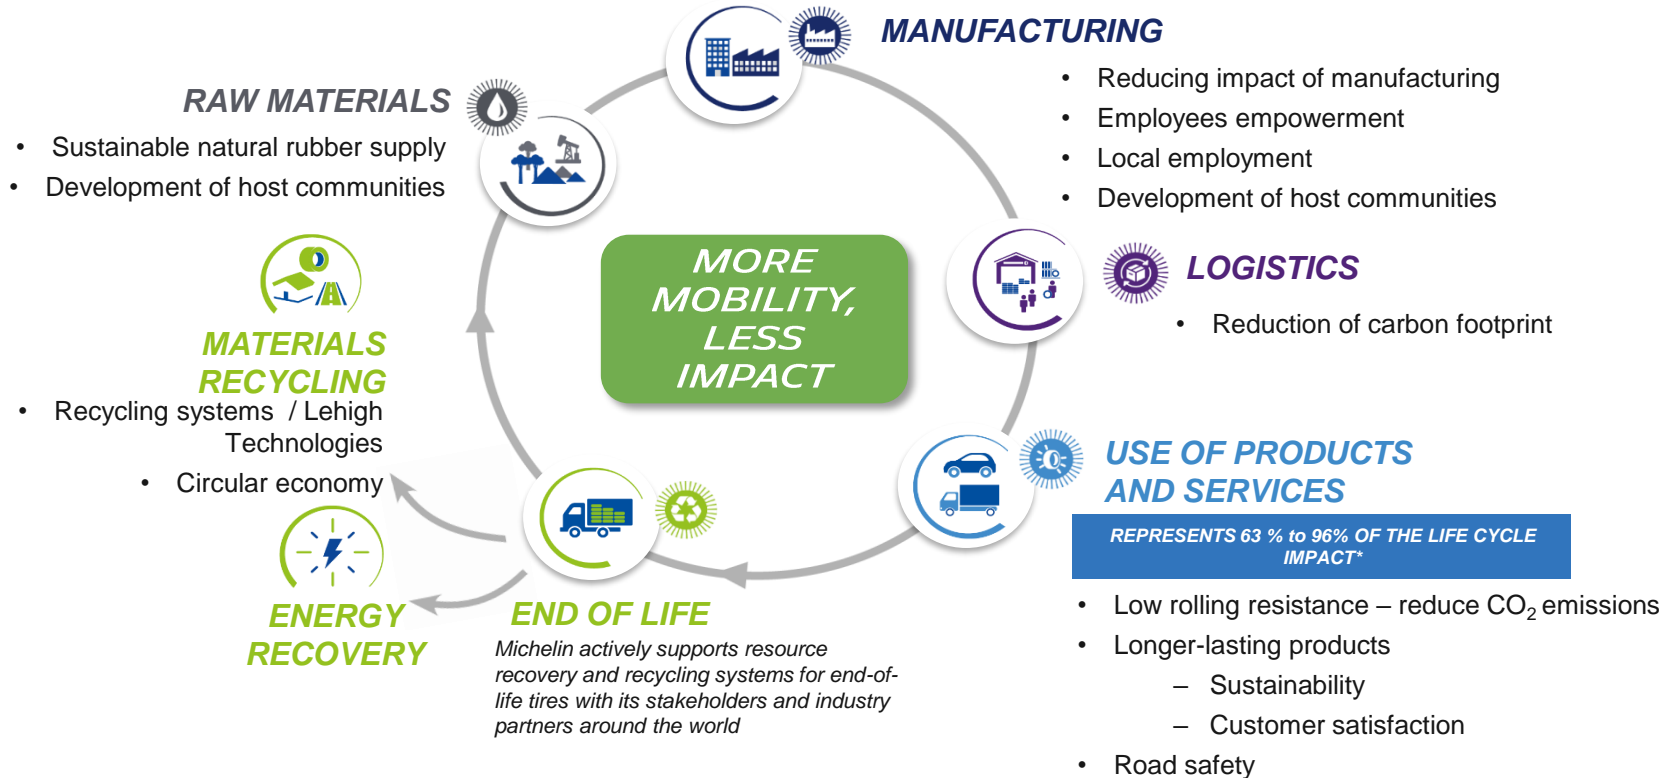 MANUFACTURING
• Reducing impact of manufacturing
• Employees empowerment
• Local employment
• Development of host communities
RAW MATERIALS
• Sustainable natural rubber supply
• Development of host communities
MORE
MOBILITY,
LESS
IMPACT
LOGISTICS
• Reduction of carbon footprint
MATERIALS
RECYCLING
• Recycling systems / Lehigh
Technologies
• Circular economy
USE OF PRODUCTS
AND SERVICES
REPRESENTS 63 % to 96% OF THE LIFE CYCLE
IMPACT*
• Low rolling resistance – reduce CO₂ emissions
• Longer-lasting products
– Sustainability
– Customer satisfaction
• Road safety
ENERGY
RECOVERY
END OF LIFE
Michelin actively supports resource
recovery and recycling systems for end-of-
life tires with its stakeholders and industry
partners around the world